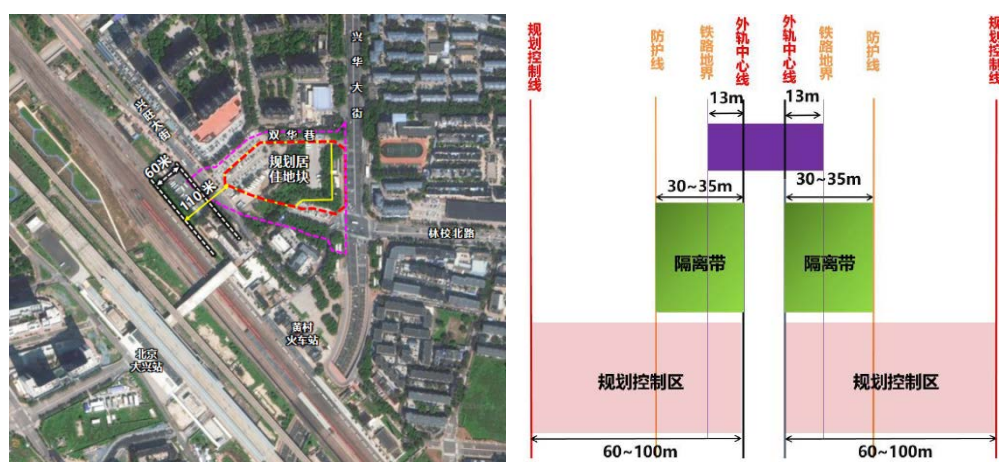 兴华大街
兴旺大街
双华巷
规划居
住地块
60米
110米
林校北路
黄村
火车站
北京
大兴站
规划控制线
防护线
铁路地界
外轨中心线
外轨中心线
铁路地界
防护线
规划控制线
13m
13m
30~35m
30~35m
隔离带
隔离带
规划控制区
规划控制区
60~100m
60~100m